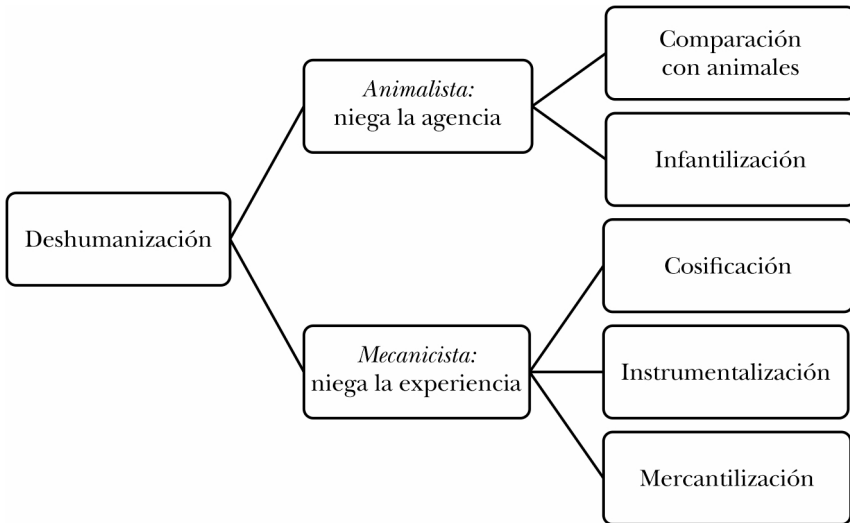 Deshumanización
Animalista:
niega la agencia
Comparación
con animales
Infantilización
Mecanicista:
niega la experiencia
Cosificación
Instrumentalización
Mercantilización